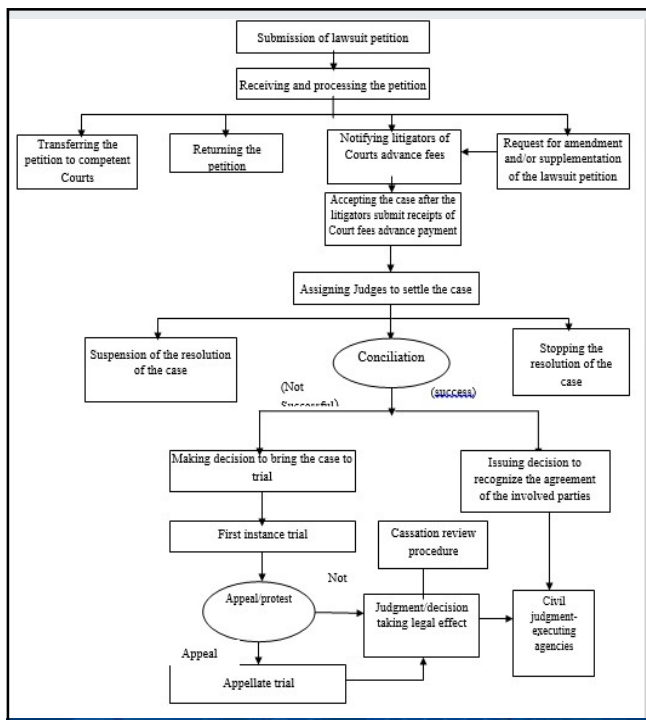 Submission of lawsuit petition
Receiving and processing the petition
Transferring the
petition to competent
Courts
Returning the
petition
Notifying litigators of
Courts advance fees
Request for amendment
and/or supplementation
of the lawsuit petition
Accepting the case after the
litigators submit receipts of
Court fees advance payment
Assigning Judges to settle the case
Suspension of the resolution
of the case
Conciliation
Stopping the
resolution of the
case
(Not
Successful)
(success)
Making decision to bring the case to
trial
Issuing decision to
recognize the agreement
of the involved parties
First instance trial
Cassation review
procedure
Appeal/protest
Not
Judgment/decision
taking legal effect
Civil
judgment-
executing
agencies
Appeal
Appellate trial